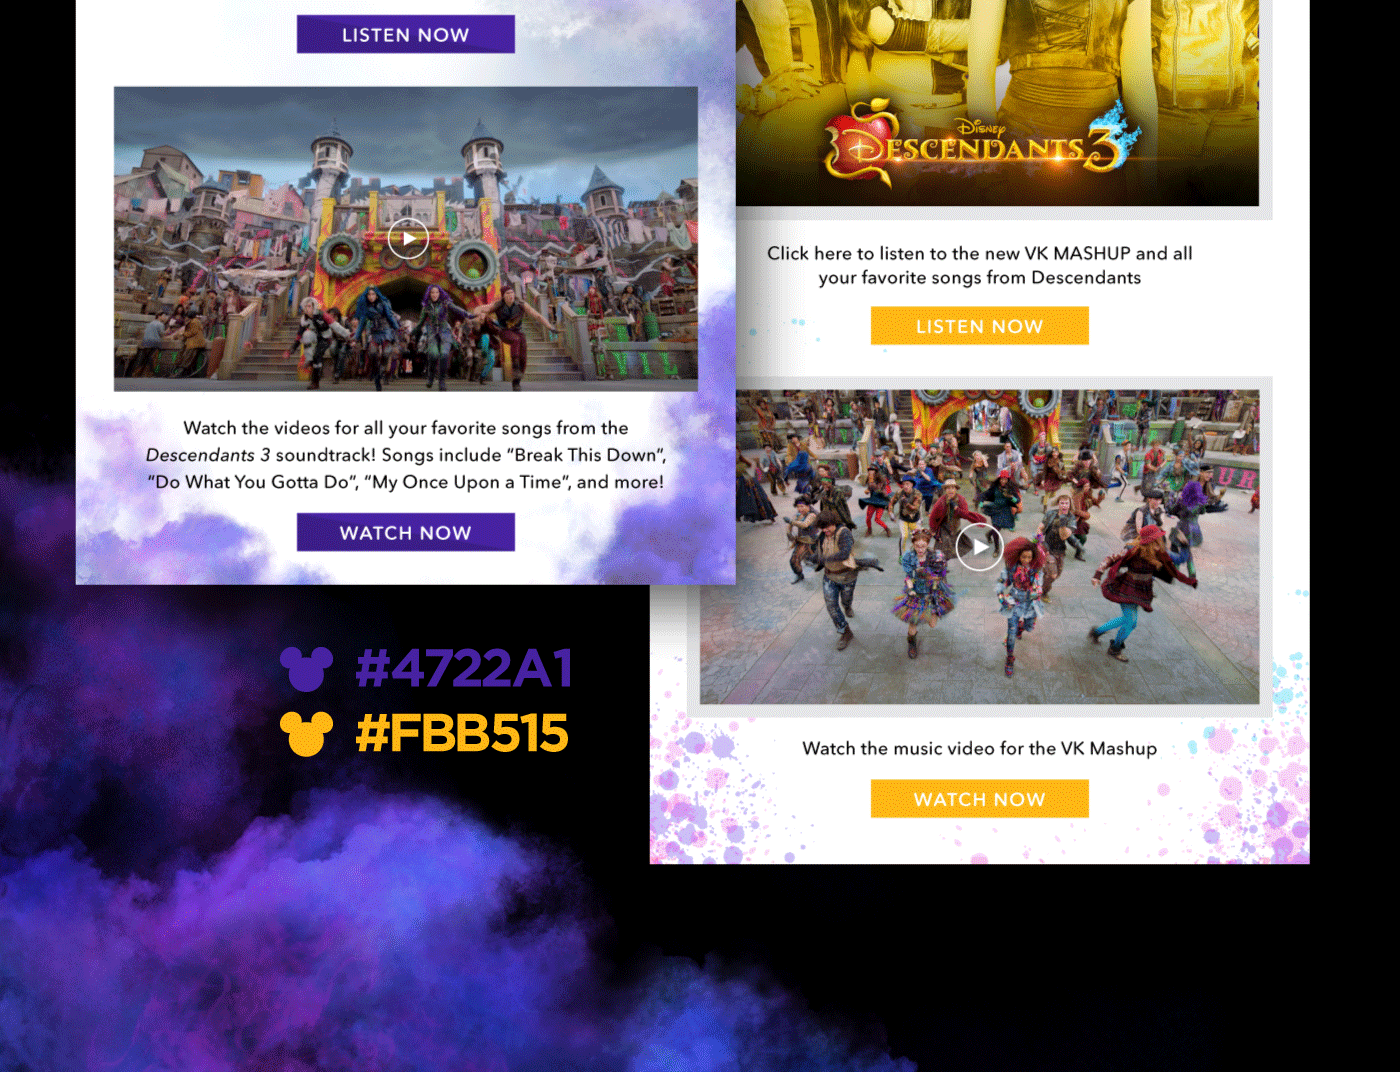 LISTEN NOW
Watch the videos for all your favorite songs from the
Descendants 3 soundtrack! Songs include “Break This Down”,
“Do What You Gotta Do”, “My Once Upon a Time”, and more!
WATCH NOW
#4722A1
#FBB515
Disney
DESCENDANTS 3
Click here to listen to the new VK MASHUP and all
your favorite songs from Descendants
LISTEN NOW
Watch the music video for the VK Mashup
WATCH NOW